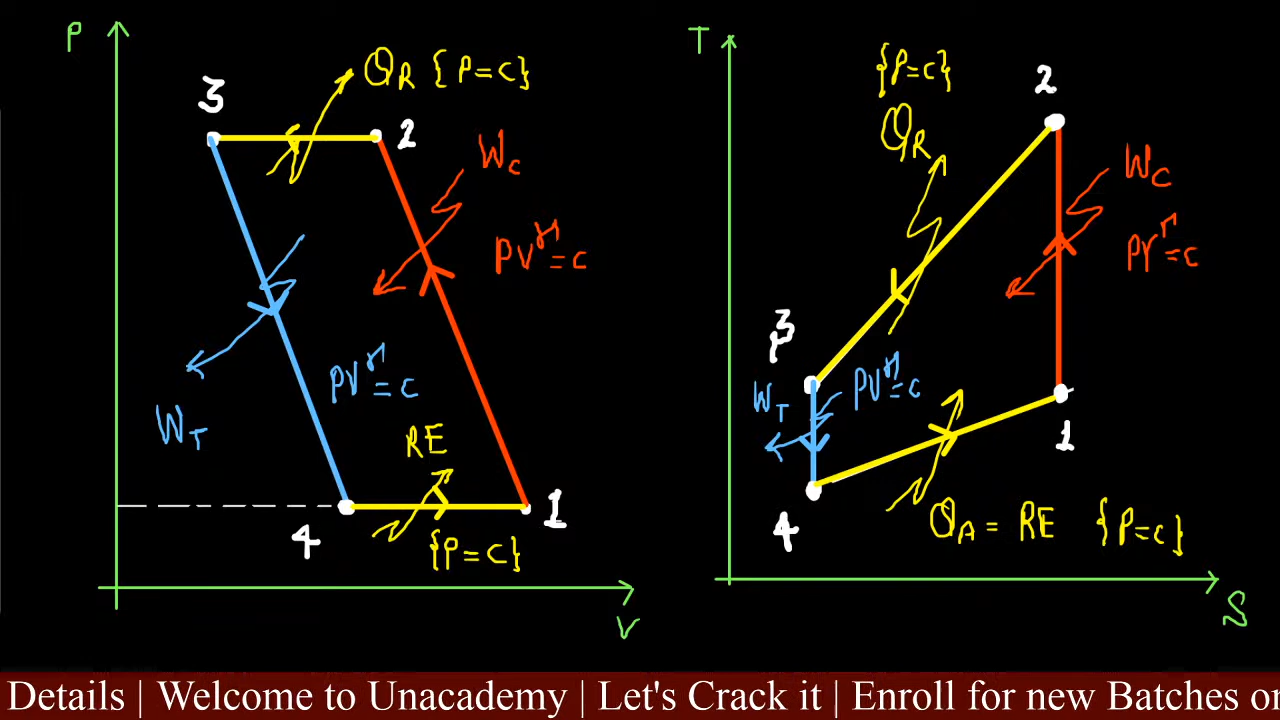 P
3
Q_R {P=C}
2
W_C
PV^γ=C
W_T
PV^γ=C
RE
4
{P=C}
1
V
T
{P=C}
Q_R
2
W_C
PV^γ=C
3
W_T
PV^γ=C
1
4
Q_A = RE {P=C}
S
Details | Welcome to Unacademy | Let's Crack it | Enroll for new Batches or